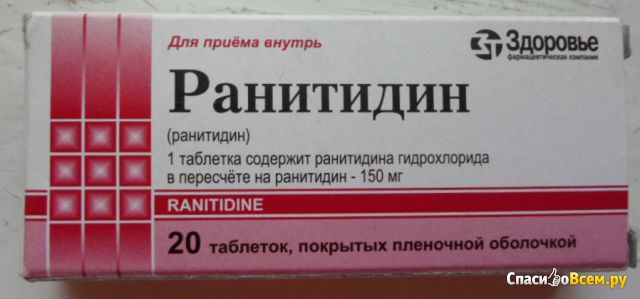 Для приёма внутрь
ЗТ Здоровье
фармацевтическая компания
Ранитидин
(ранитидин)
1 таблетка содержит ранитидина гидрохлорида
в пересчёте на ранитидин - 150 мг
RANITIDINE
20 таблеток, покрытых пленочной оболочкой
СпасибоВсем.ру